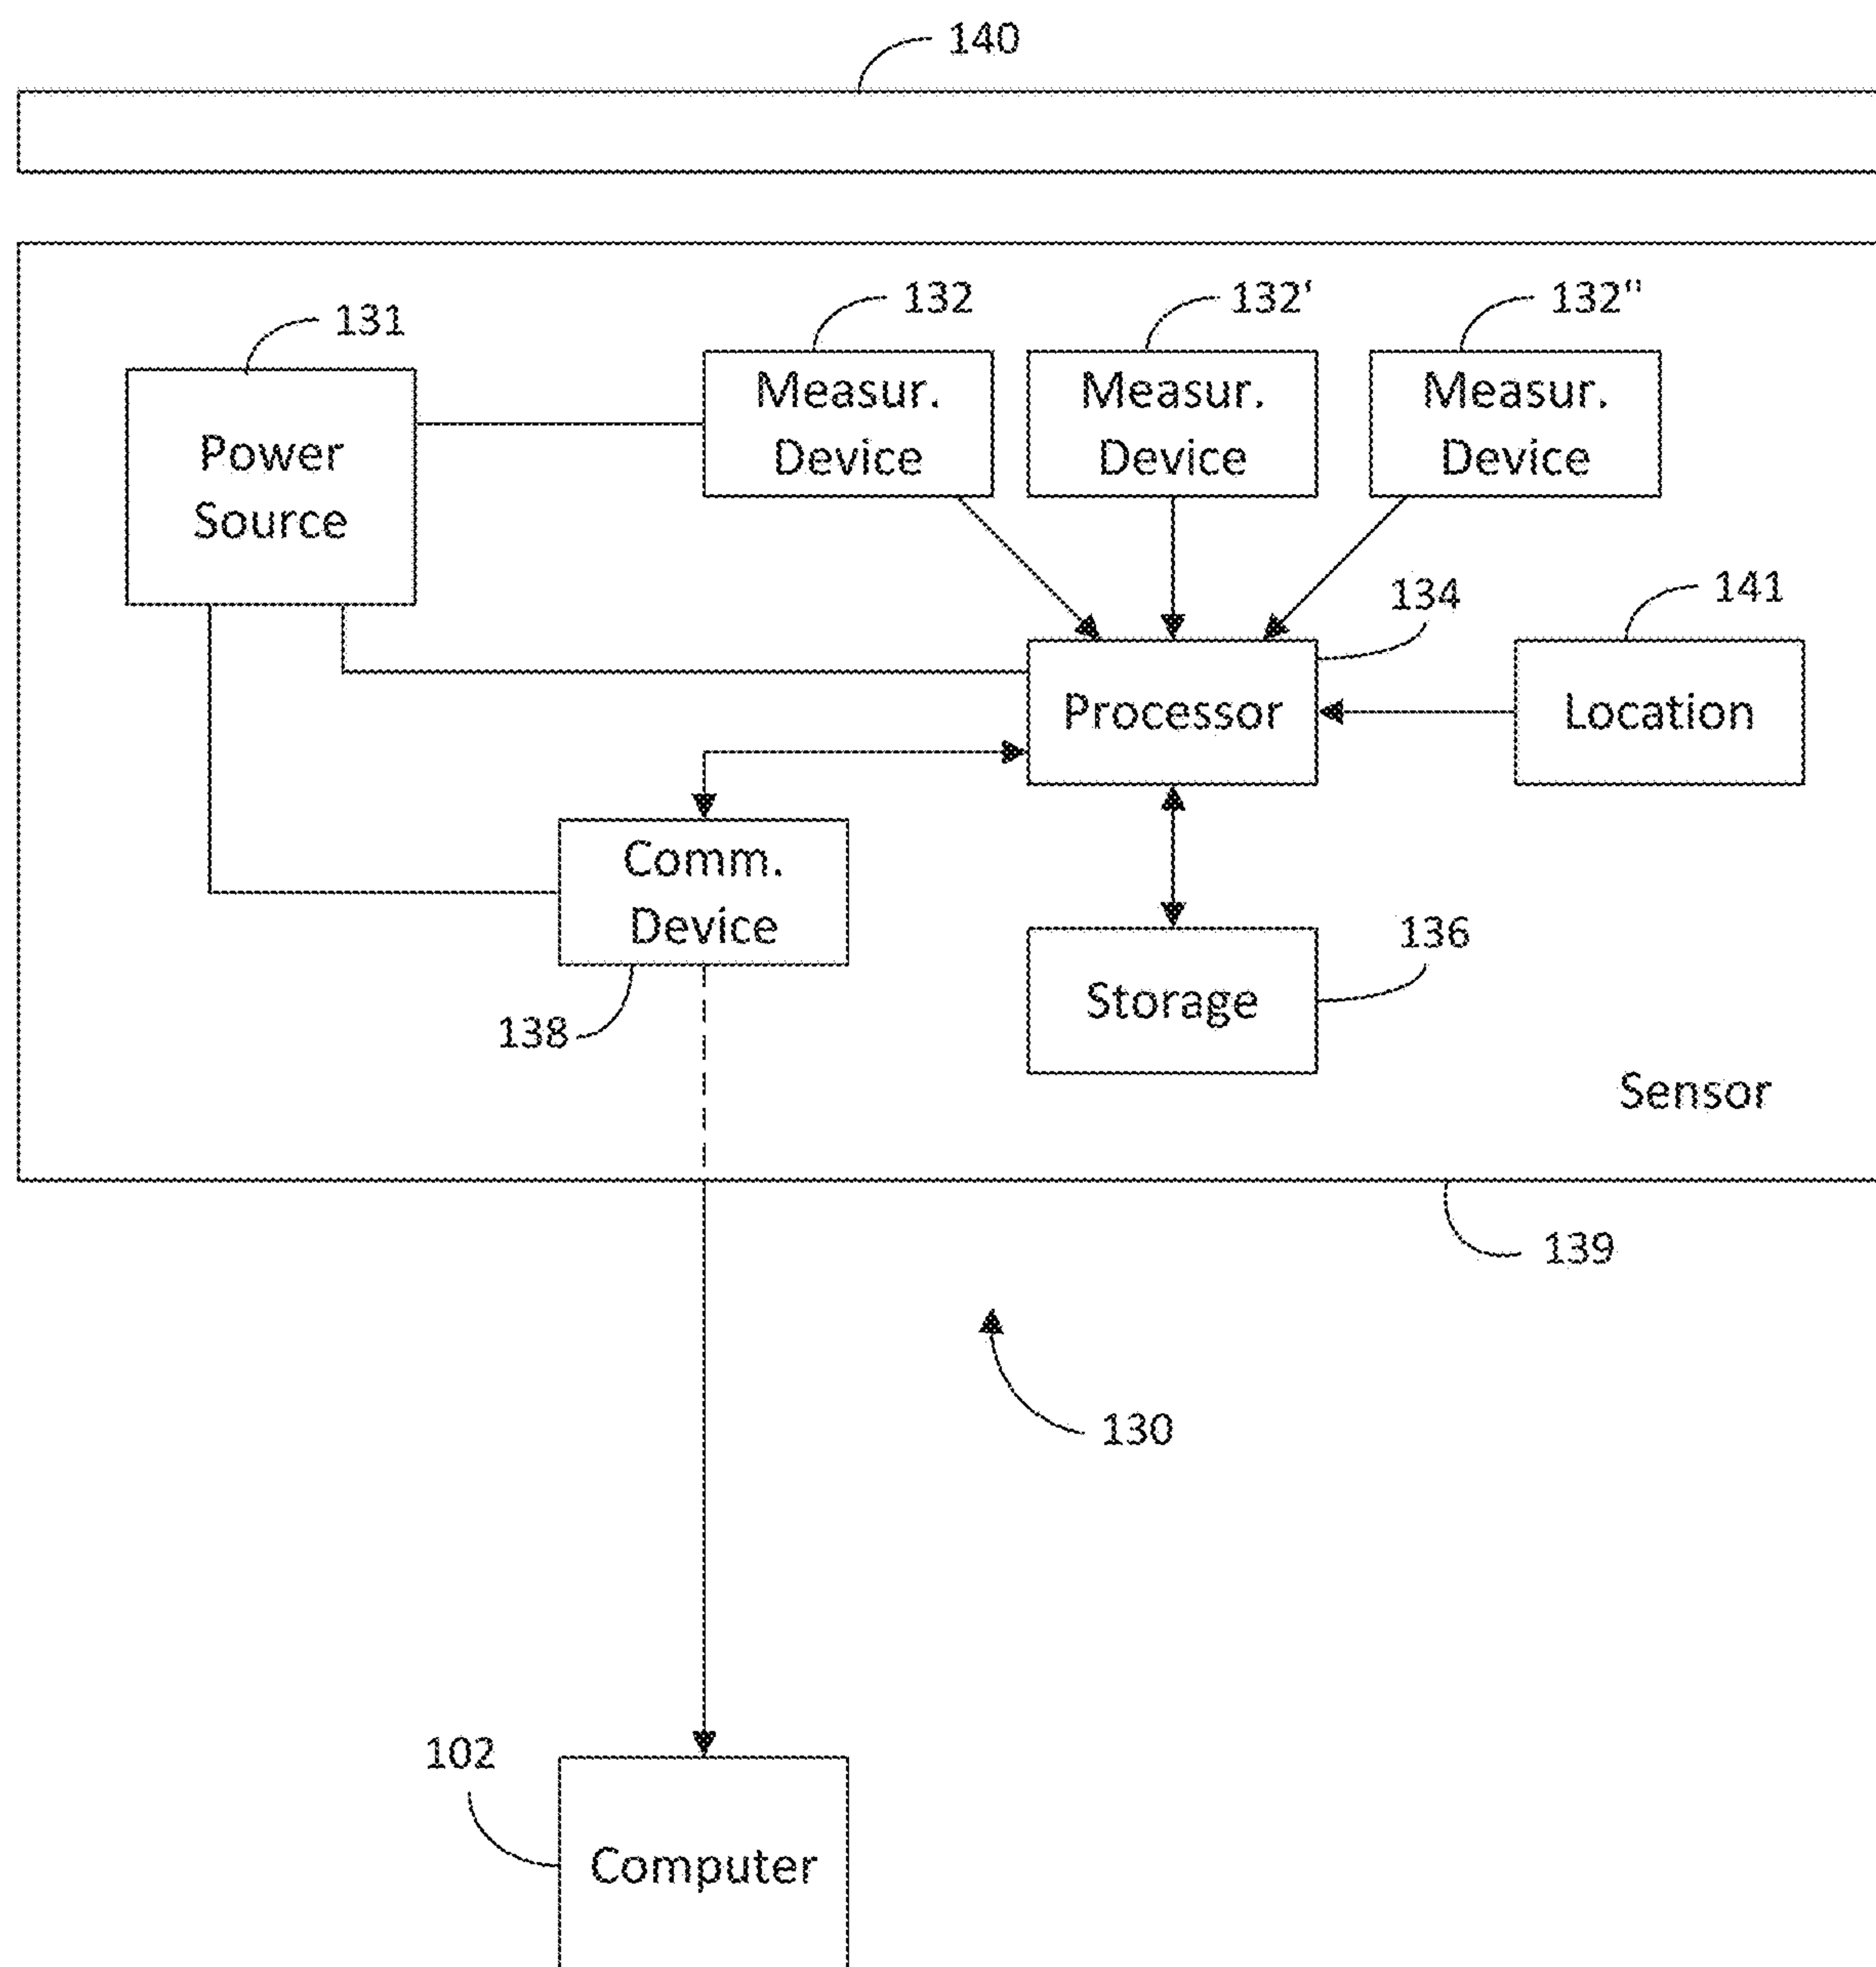 140
131
132
132'
132"
Measur.
Device
Measur.
Device
Measur.
Device
Power
Source
134
141
Processor
Location
Comm.
Device
136
Storage
138
Sensor
139
130
102
Computer